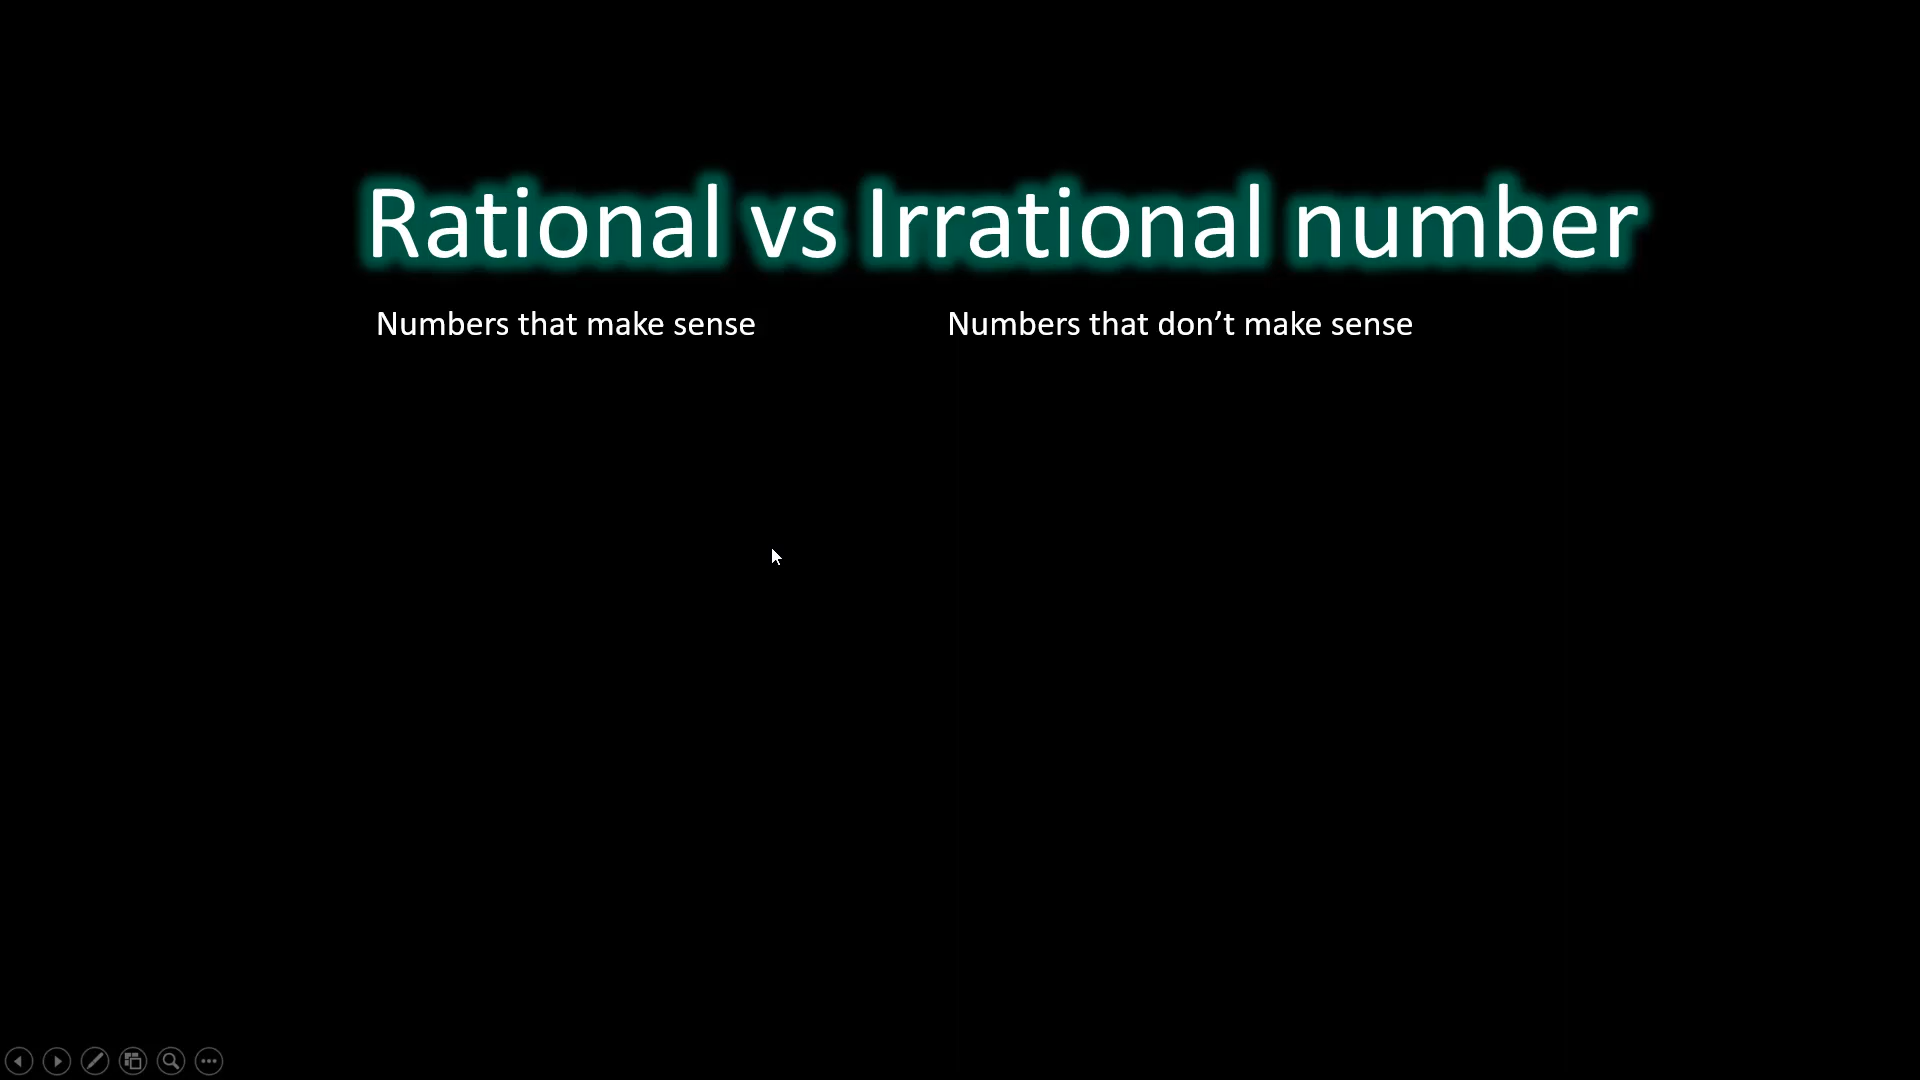 Rational vs Irrational number
Numbers that make sense
Numbers that don’t make sense